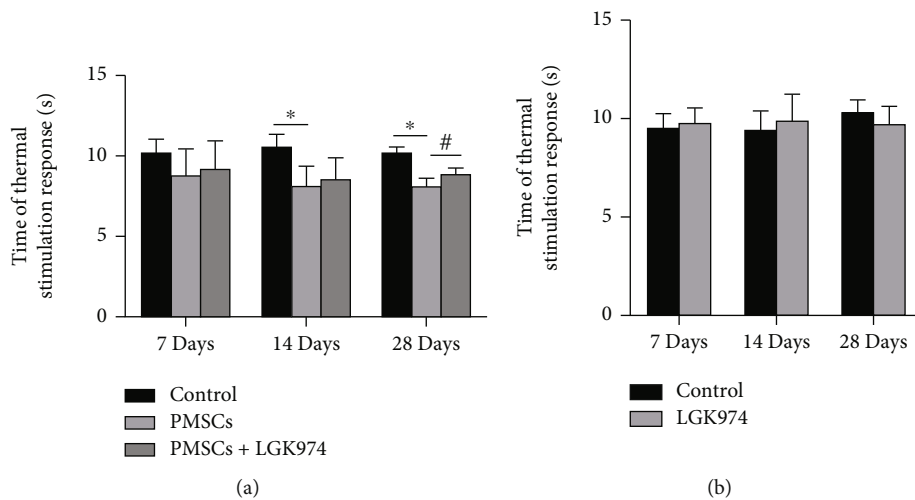 15
10
5
0
Time of thermal
stimulation response (s)
*
*
#
7 Days
14 Days
28 Days
Control
PMSCs
PMSCs + LGK974
(a)
15
10
5
0
Time of thermal
stimulation response (s)
7 Days
14 Days
28 Days
Control
LGK974
(b)